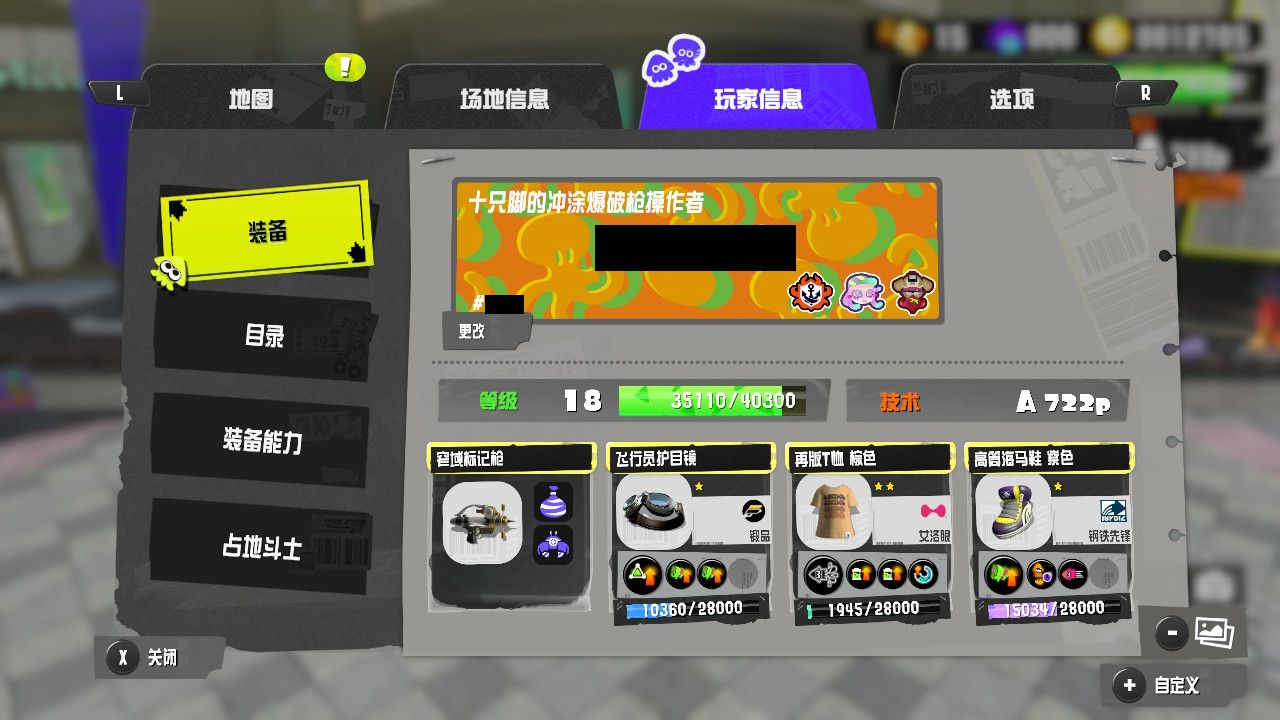 L
地图
!
场地信息
玩家信息
选项
R
装备
目录
装备能力
占地斗士
十只脚的冲涂爆破枪操作者
#
更改
等级 18 35110/40300
技术 A 722p
窄域标记枪
飞行员护目镜
锻品
10360/28000
再版T恤 棕色
艾洛眼
1945/28000
高筒海马鞋 紫色
钢铁先锋
15034/28000
X 关闭
-
+ 自定义